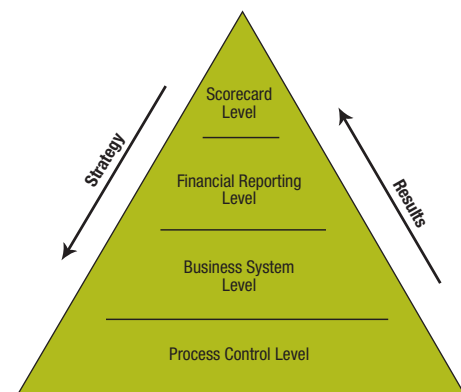 Scorecard
Level
Strategy
Financial Reporting
Level
Results
Business System
Level
Process Control Level